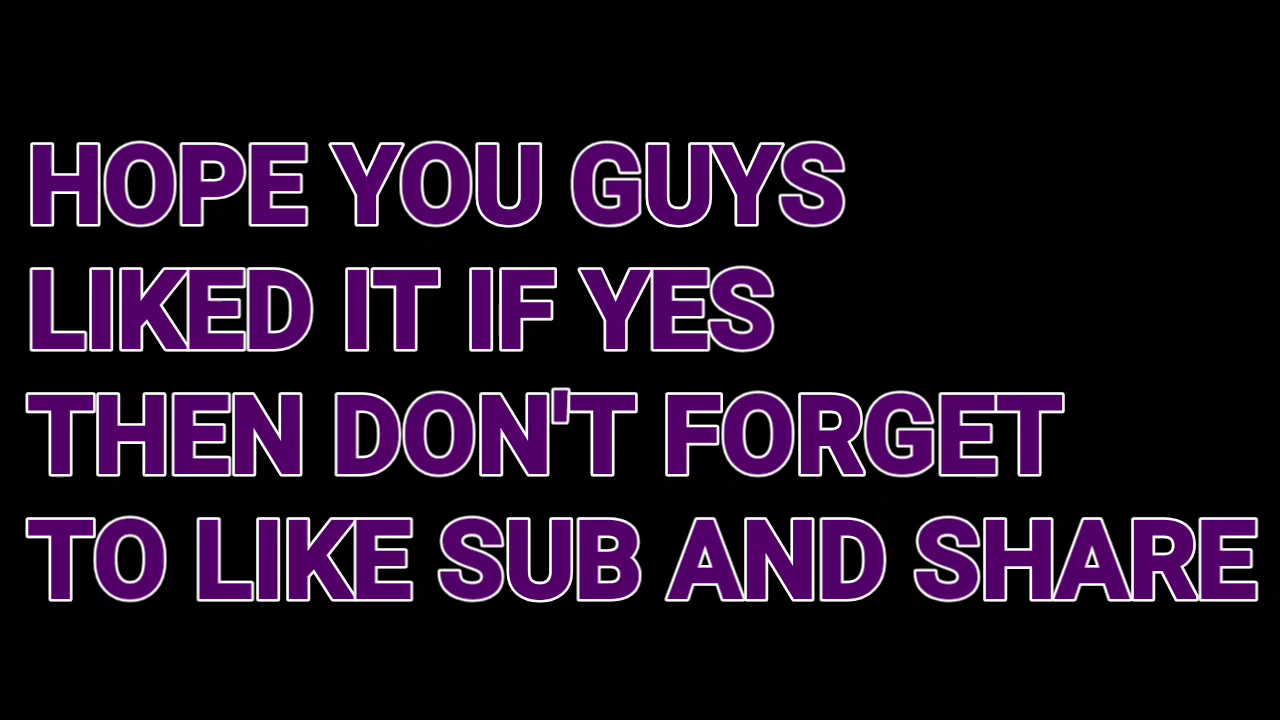 HOPE YOU GUYS
LIKED IT IF YES
THEN DON'T FORGET
TO LIKE SUB AND SHARE